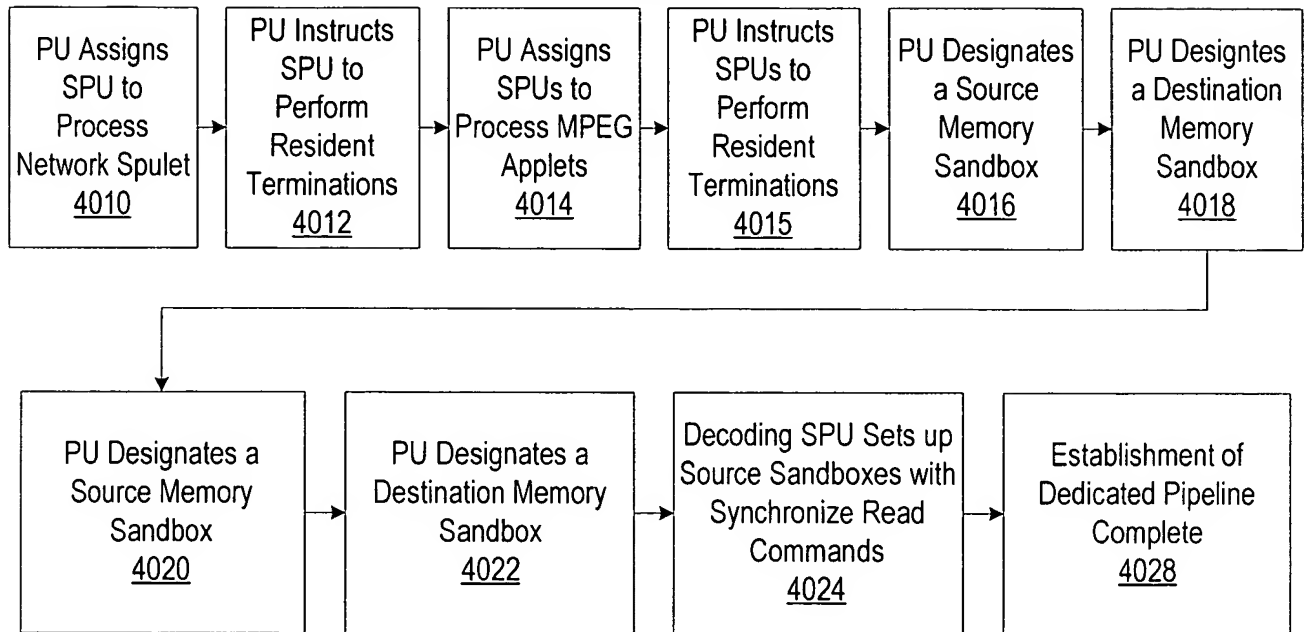 PU Assigns
SPU to
Process
Network Spulet
4010
PU Instructs
SPU to
Perform
Resident
Terminations
4012
PU Assigns
SPUs to
Process MPEG
Applets
4014
PU Instructs
SPUs to
Perform
Resident
Terminations
4015
PU Designates
a Source
Memory
Sandbox
4016
PU Designtes
a Destination
Memory
Sandbox
4018
PU Designates a
Source Memory
Sandbox
4020
PU Designates a
Destination Memory
Sandbox
4022
Decoding SPU Sets up
Source Sandboxes with
Synchronize Read
Commands
4024
Establishment of
Dedicated Pipeline
Complete
4028